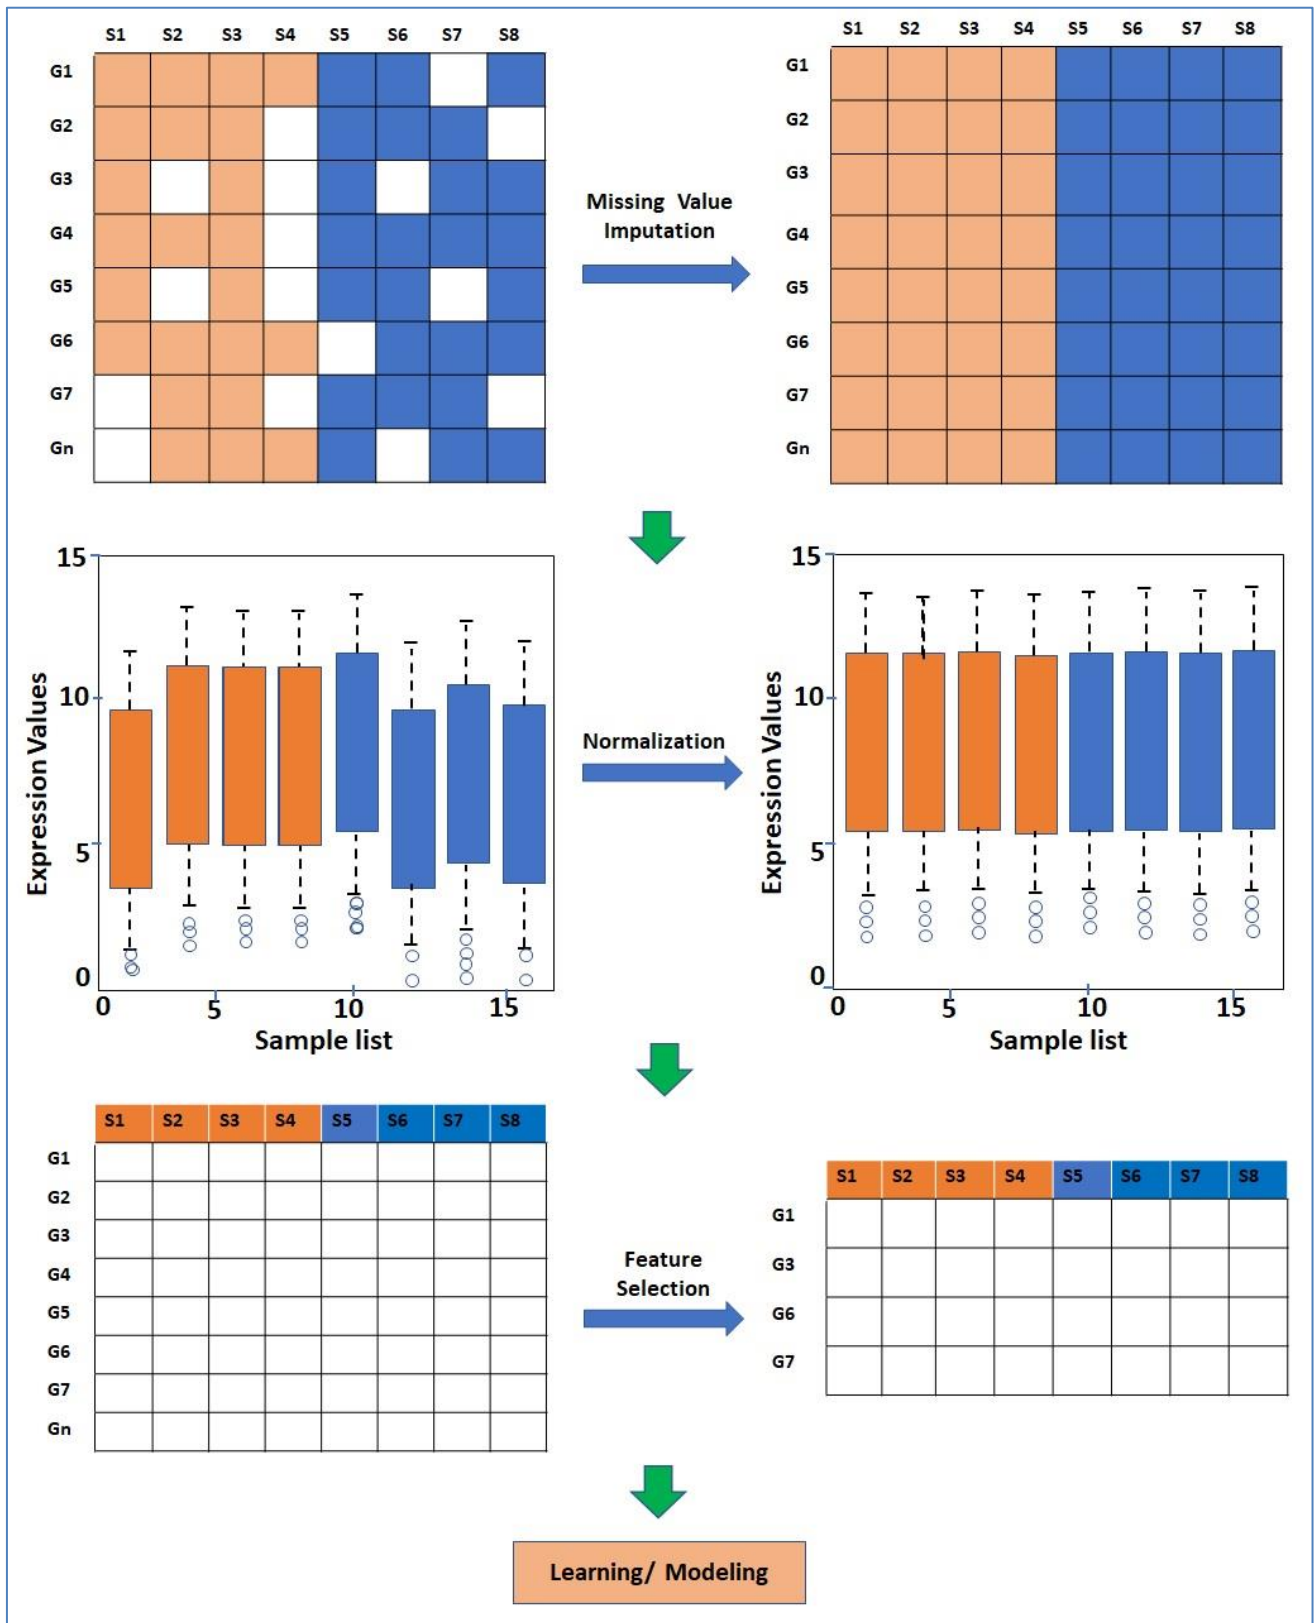 S1 S2 S3 S4 S5 S6 S7 S8
G1
G2
G3
G4
G5
G6
G7
Gn
Missing Value
Imputation
S1 S2 S3 S4 S5 S6 S7 S8
G1
G2
G3
G4
G5
G6
G7
Gn
15
10
5
0
Expression Values
0 5 10 15
Sample list
Normalization
15
10
5
0
Expression Values
0 5 10 15
Sample list
S1 S2 S3 S4 S5 S6 S7 S8
G1
G2
G3
G4
G5
G6
G7
Gn
Feature
Selection
S1 S2 S3 S4 S5 S6 S7 S8
G1
G3
G6
G7
Learning/ Modeling